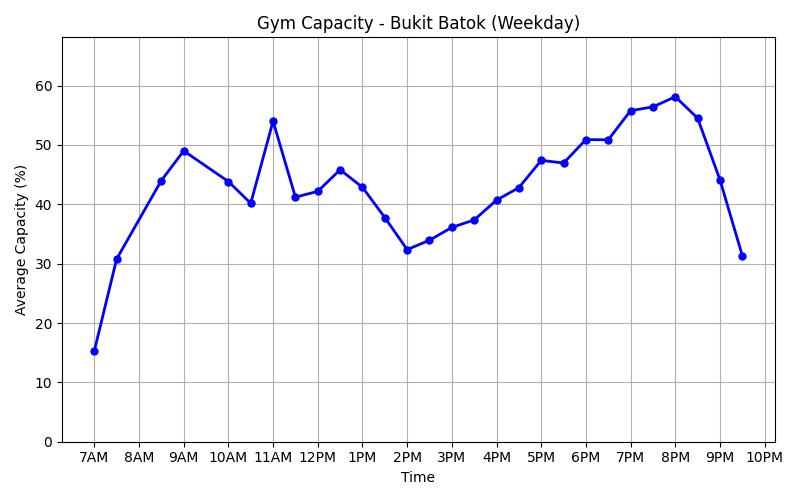 Gym Capacity - Bukit Batok (Weekday)
Average Capacity (%)
60
50
40
30
20
10
0
7AM 8AM 9AM 10AM 11AM 12PM 1PM 2PM 3PM 4PM 5PM 6PM 7PM 8PM 9PM 10PM
Time